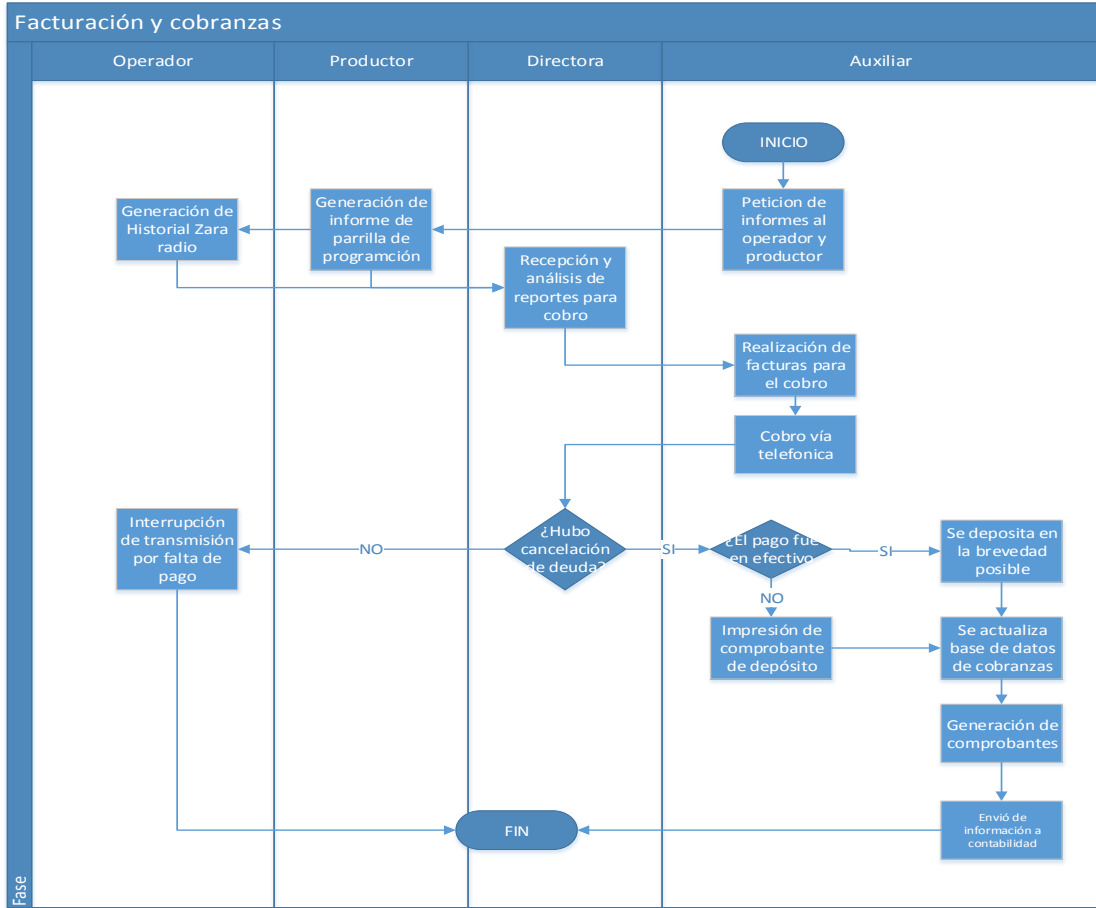 Facturación y cobranzas
Operador
Productor
Directora
Auxiliar
INICIO
Peticion de
informes al
operador y
productor
Generación de
informe de
parrilla de
programción
Generación de
Historial Zara
radio
Recepción y
análisis de
reportes para
cobro
Realización de
facturas para
el cobro
Cobro vía
telefonica
¿Hubo
cancelación
de deuda?
NO
Interrupción
de transmisión
por falta de
pago
SI
¿El pago fue
en efectivo
SI
Se deposita en
la brevedad
posible
NO
Impresión de
comprobante
de depósito
Se actualiza
base de datos
de cobranzas
Generación de
comprobantes
Envió de
información a
contabilidad
FIN
Fase